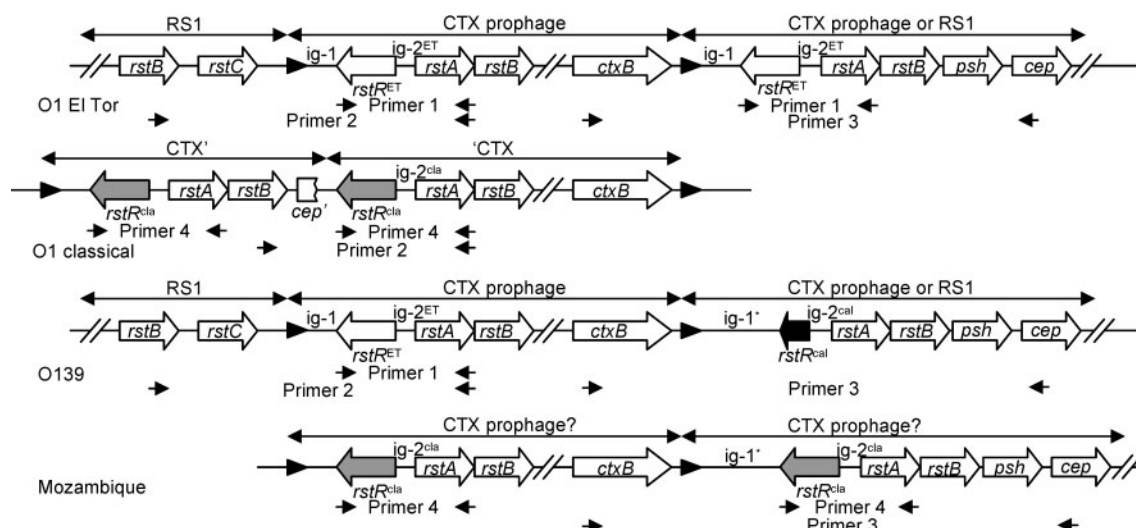 RS1 CTX prophage CTX prophage or RS1
ig-1 ig-2ET ig-1 ig-2ET
rstB rstC rstA rstB ctxB rstA rstB psh cep
rstRET rstRET
O1 El Tor Primer 1 Primer 1
Primer 2 Primer 3
CTX' 'CTX
ig-2cla
rstA rstB rstA rstB ctxB
cep'
rstRcla rstRcla
Primer 4 Primer 4
O1 classical Primer 2
RS1 CTX prophage CTX prophage or RS1
ig-1 ig-2ET ig-1* ig-2cal
rstB rstC rstA rstB ctxB rstA rstB psh cep
rstRET rstRcal
O139 Primer 1
Primer 2 Primer 3
CTX prophage? CTX prophage?
ig-2cla ig-1* ig-2cla
rstA rstB ctxB rstA rstB psh cep
Mozambique rstRcla rstRcla
Primer 4 Primer 4
Primer 3